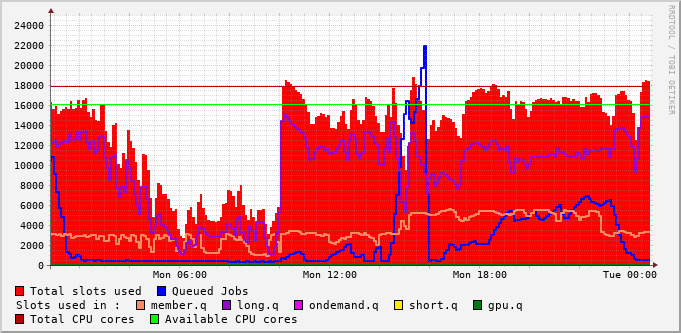 RRDTOOL / TOBI OETIKER
24000
22000
20000
18000
16000
14000
12000
10000
8000
6000
4000
2000
0
Mon 06:00 Mon 12:00 Mon 18:00 Tue 00:00
Total slots used Queued Jobs
Slots used in : member.q long.q ondemand.q short.q gpu.q
Total CPU cores Available CPU cores